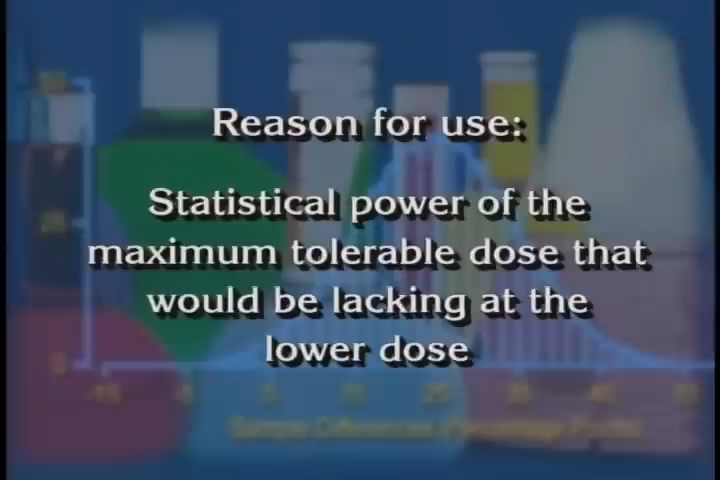 Reason for use:
Statistical power of the
maximum tolerable dose that
would be lacking at the
lower dose